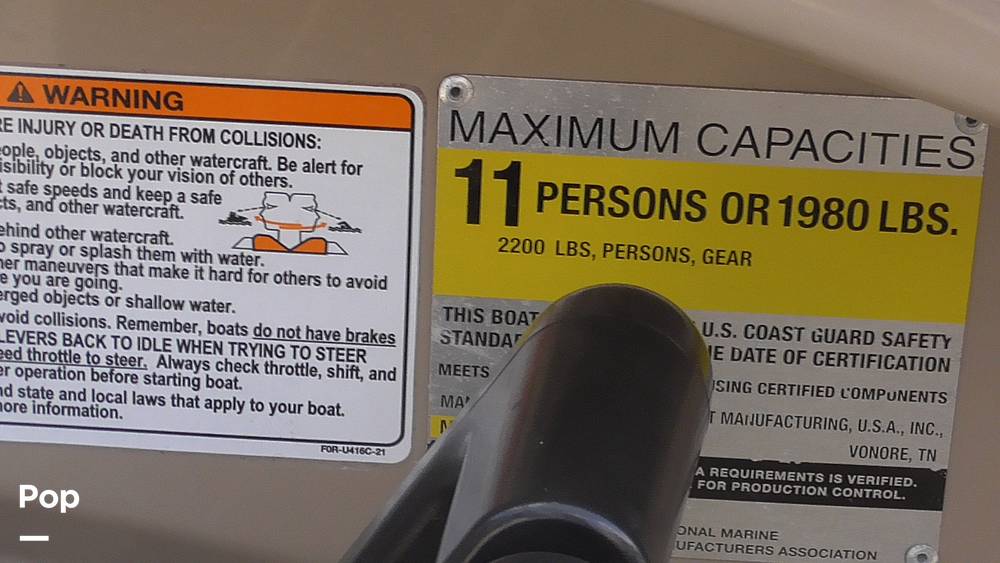 WARNING
RE INJURY OR DEATH FROM COLLISIONS:
eople, objects, and other watercraft. Be alert for
isibility or block your vision of others.
t safe speeds and keep a safe
cts, and other watercraft.
ehind other watercraft.
o spray or splash them with water.
her maneuvers that make it hard for others to avoid
e you are going.
erged objects or shallow water.
void collisions. Remember, boats do not have brakes
LEVERS BACK TO IDLE WHEN TRYING TO STEER
eed throttle to steer. Always check throttle, shift, and
er operation before starting boat.
nd state and local laws that apply to your boat.
more information.
F0R-U416C-21
MAXIMUM CAPACITIES
11 PERSONS OR 1980 LBS.
2200 LBS, PERSONS, GEAR
THIS BOAT U.S. COAST GUARD SAFETY
STANDA E DATE OF CERTIFICATION
MEETS SING CERTIFIED COMPONENTS
MA T MANUFACTURING, U.S.A., INC.,
VONORE, TN
A REQUIREMENTS IS VERIFIED.
FOR PRODUCTION CONTROL.
ONAL MARINE
UFACTURERS ASSOCIATION
Pop